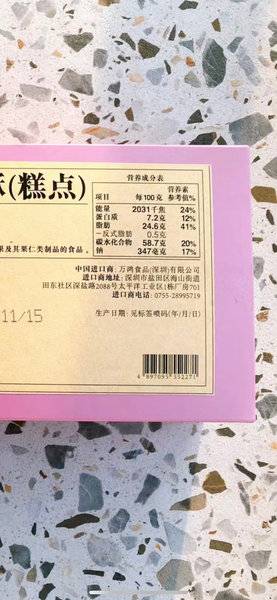 (糕点)
营养成分表
项目 每100克 营养素参考值%
能量 2031千焦 24%
蛋白质 7.2克 12%
脂肪 24.6克 41%
—反式脂肪 0.5克
碳水化合物 58.7克 20%
钠 347毫克 17%
果及其果仁类制品的食品。
中国进口商: 万鸿食品(深圳)有限公司
进口商地址: 深圳市盐田区海山街道
田东社区深盐路2088号太平洋工业区1栋厂房701
进口商电话: 0755-28995719
11/15
生产日期: 见标签喷码(年/月/日)
4 897095 352271